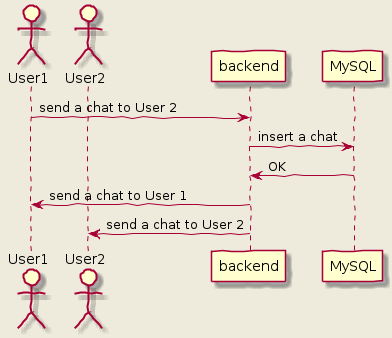 User1 User2 backend MySQL
send a chat to User 2
insert a chat
OK
send a chat to User 1
send a chat to User 2
User1 User2 backend MySQL